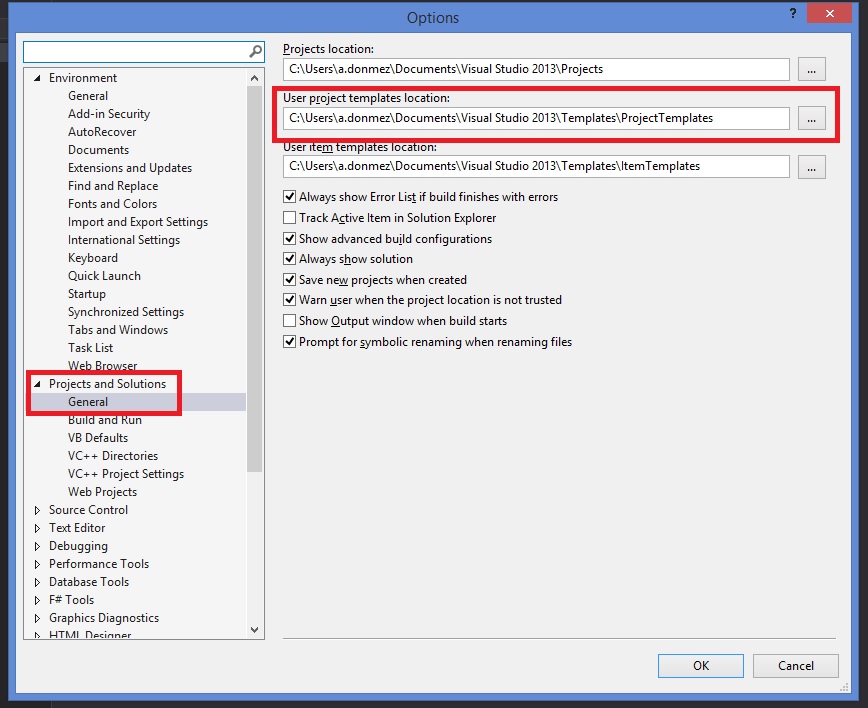 Options
?
Environment
General
Add-in Security
AutoRecover
Documents
Extensions and Updates
Find and Replace
Fonts and Colors
Import and Export Settings
International Settings
Keyboard
Quick Launch
Startup
Synchronized Settings
Tabs and Windows
Task List
Web Browser
Projects and Solutions
General
Build and Run
VB Defaults
VC++ Directories
VC++ Project Settings
Web Projects
Source Control
Text Editor
Debugging
Performance Tools
Database Tools
F# Tools
Graphics Diagnostics
HTML Designer
Projects location:
C:\Users\a.donmez\Documents\Visual Studio 2013\Projects
...
User project templates location:
C:\Users\a.donmez\Documents\Visual Studio 2013\Templates\ProjectTemplates
...
User item templates location:
C:\Users\a.donmez\Documents\Visual Studio 2013\Templates\ItemTemplates
...
Always show Error List if build finishes with errors
Track Active Item in Solution Explorer
Show advanced build configurations
Always show solution
Save new projects when created
Warn user when the project location is not trusted
Show Output window when build starts
Prompt for symbolic renaming when renaming files
OK
Cancel